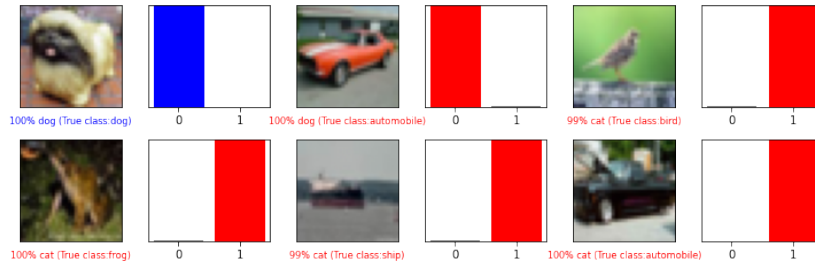 0 1 0 1 0 1
100% dog (True class:dog) 100% dog (True class:automobile) 99% cat (True class:bird)
0 1 0 1 0 1
100% cat (True class:frog) 99% cat (True class:ship) 100% cat (True class:automobile)